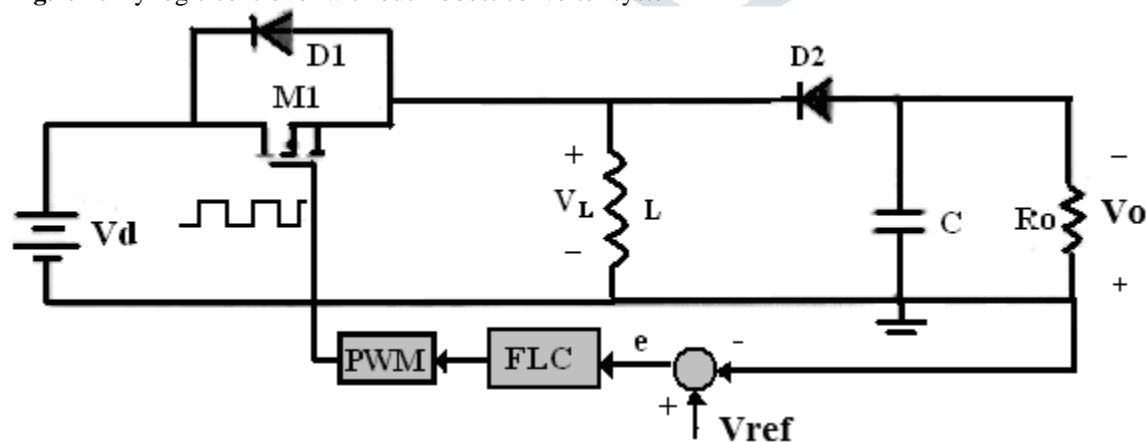 D1
D2
M1
+
V_L
L
–
Vd
C
Ro
–
Vo
+
PWM
FLC
e
-
+
Vref